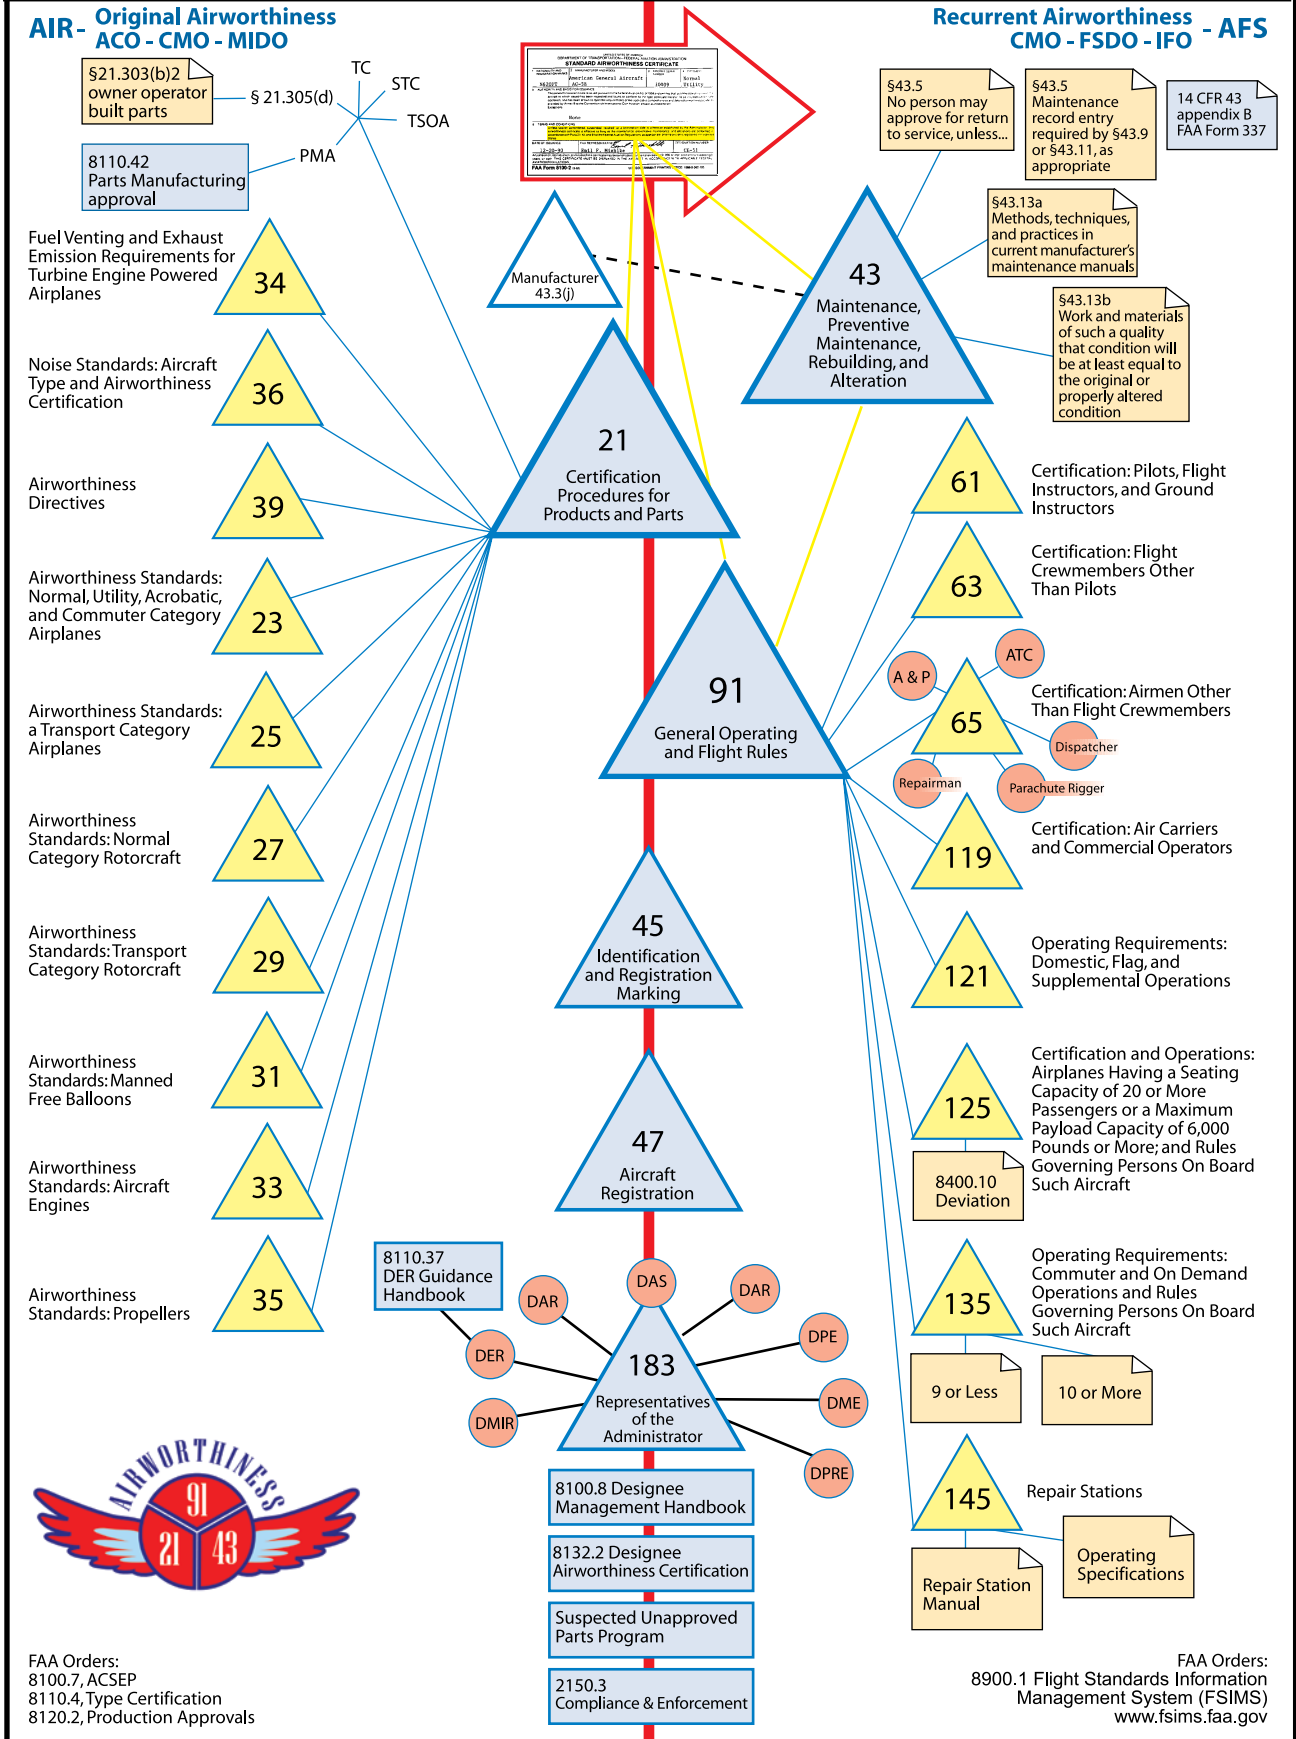 AIR - Original Airworthiness
ACO - CMO - MIDO
Recurrent Airworthiness - AFS
CMO - FSDO - IFO
§21.303(b)2
owner operator
built parts
§ 21.305(d)
TC
STC
TSOA
PMA
8110.42
Parts Manufacturing
approval
STANDARD AIRWORTHINESS CERTIFICATE
American General Aircraft
Normal
Utility
None
FAA Form 8100-2
§43.5
No person may
approve for return
to service, unless...
§43.5
Maintenance
record entry
required by §43.9
or §43.11, as
appropriate
14 CFR 43
appendix B
FAA Form 337
§43.13a
Methods, techniques,
and practices in
current manufacturer's
maintenance manuals
§43.13b
Work and materials
of such a quality
that condition will
be at least equal to
the original or
properly altered
condition
Manufacturer
43.3(j)
43
Maintenance,
Preventive
Maintenance,
Rebuilding, and
Alteration
21
Certification
Procedures for
Products and Parts
91
General Operating
and Flight Rules
45
Identification
and Registration
Marking
47
Aircraft
Registration
183
Representatives
of the
Administrator
Fuel Venting and Exhaust
Emission Requirements for
Turbine Engine Powered
Airplanes
34
Noise Standards: Aircraft
Type and Airworthiness
Certification
36
Airworthiness
Directives
39
Airworthiness Standards:
Normal, Utility, Acrobatic,
and Commuter Category
Airplanes
23
Airworthiness Standards:
a Transport Category
Airplanes
25
Airworthiness
Standards: Normal
Category Rotorcraft
27
Airworthiness
Standards: Transport
Category Rotorcraft
29
Airworthiness
Standards: Manned
Free Balloons
31
Airworthiness
Standards: Aircraft
Engines
33
Airworthiness
Standards: Propellers
35
61
Certification: Pilots, Flight
Instructors, and Ground
Instructors
63
Certification: Flight
Crewmembers Other
Than Pilots
A & P
ATC
65
Certification: Airmen Other
Than Flight Crewmembers
Dispatcher
Repairman
Parachute Rigger
119
Certification: Air Carriers
and Commercial Operators
121
Operating Requirements:
Domestic, Flag, and
Supplemental Operations
125
Certification and Operations:
Airplanes Having a Seating
Capacity of 20 or More
Passengers or a Maximum
Payload Capacity of 6,000
Pounds or More; and Rules
Governing Persons On Board
Such Aircraft
8400.10
Deviation
135
Operating Requirements:
Commuter and On Demand
Operations and Rules
Governing Persons On Board
Such Aircraft
9 or Less
10 or More
145
Repair Stations
Repair Station
Manual
Operating
Specifications
8110.37
DER Guidance
Handbook
DAR
DAS
DAR
DER
DPE
DMIR
DME
DPRE
8100.8 Designee
Management Handbook
8132.2 Designee
Airworthiness Certification
Suspected Unapproved
Parts Program
2150.3
Compliance & Enforcement
AIRWORTHINESS
91
21
43
FAA Orders:
8100.7, ACSEP
8110.4, Type Certification
8120.2, Production Approvals
FAA Orders:
8900.1 Flight Standards Information
Management System (FSIMS)
www.fsims.faa.gov